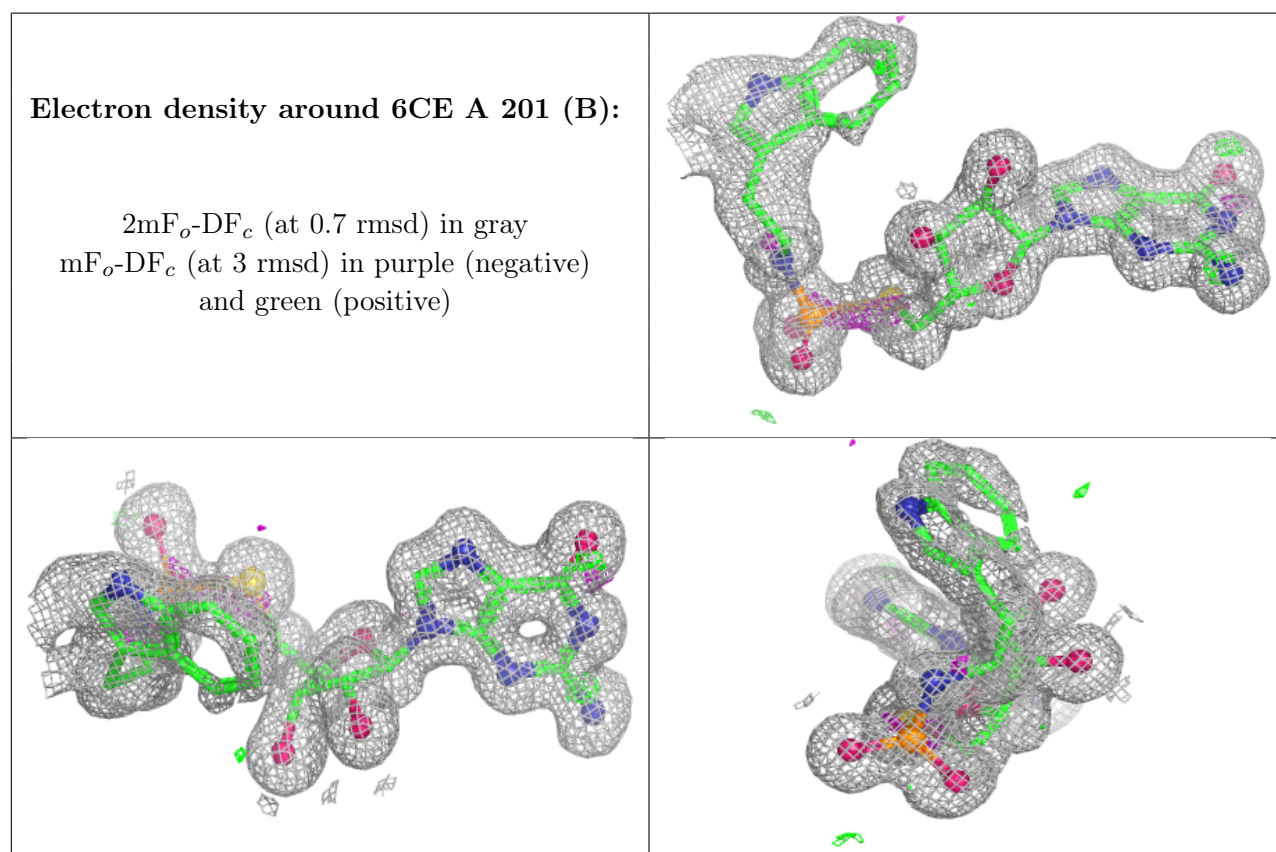 Electron density around 6CE A 201 (B):
2mFₒ-DF𝒸 (at 0.7 rmsd) in gray
mFₒ-DF𝒸 (at 3 rmsd) in purple (negative)
and green (positive)